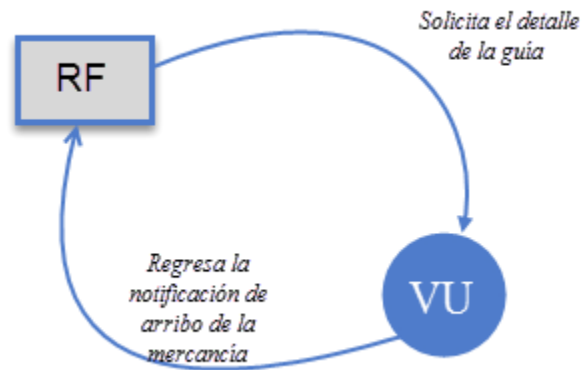 Solicita el detalle
de la guía
RF
Regresa la
notificación de
arribo de la
mercancía
VU